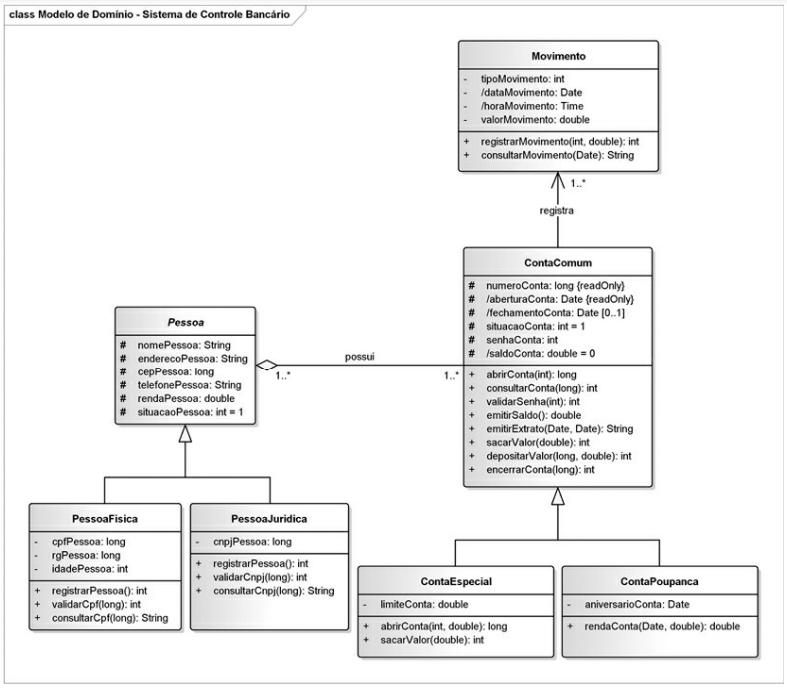 class Modelo de Domínio - Sistema de Controle Bancário
Movimento
- tipoMovimento: int
- /dataMovimento: Date
- /horaMovimento: Time
- valorMovimento: double
+ registrarMovimento(int, double): int
+ consultarMovimento(Date): String
1..*
registra
ContaComum
# numeroConta: long {readOnly}
# /aberturaConta: Date {readOnly}
# /fechamentoConta: Date [0..1]
# situacaoConta: int = 1
# senhaConta: int
# /saldoConta: double = 0
+ abrirConta(int): long
+ consultarConta(long): int
+ validarSenha(int): int
+ emitirSaldo(): double
+ emitirExtrato(Date, Date): String
+ sacarValor(double): int
+ depositarValor(long, double): int
+ encerrarConta(long): int
Pessoa
# nomePessoa: String
# enderecoPessoa: String
# cepPessoa: long
# telefonePessoa: String
# rendaPessoa: double
# situacaoPessoa: int = 1
possui
1..*
1..*
PessoaFisica
- cpfPessoa: long
- rgPessoa: long
- idadePessoa: int
+ registrarPessoa(): int
+ validarCpf(long): int
+ consultarCpf(long): String
PessoaJuridica
- cnpjPessoa: long
+ registrarPessoa(): int
+ validarCnpj(long): int
+ consultarCnpj(long): String
ContaEspecial
- limiteConta: double
+ abrirConta(int, double): long
+ sacarValor(double): int
ContaPoupanca
- aniversarioConta: Date
+ rendaConta(Date, double): double